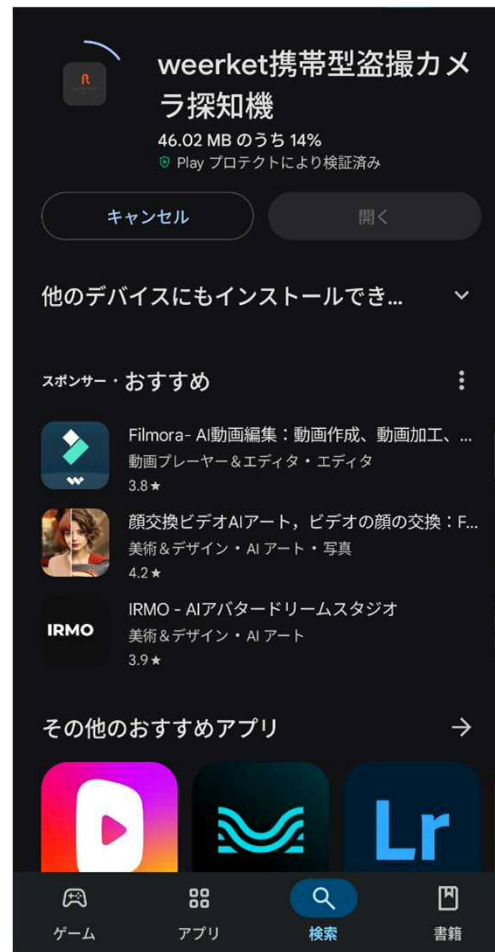 weerket携帯型盗撮カメ
ラ探知機
46.02 MB のうち 14%
Play プロテクトにより検証済み
キャンセル
開く
他のデバイスにもインストールでき...
スポンサー・おすすめ
Filmora- AI動画編集：動画作成、動画加工、...
動画プレーヤー＆エディタ・エディタ
3.8★
顔交換ビデオAIアート，ビデオの顔の交換：F...
美術＆デザイン・AI アート・写真
4.2★
IRMO
IRMO - AIアバタードリームスタジオ
美術＆デザイン・AI アート
3.9★
その他のおすすめアプリ
Lr
ゲーム
アプリ
検索
書籍